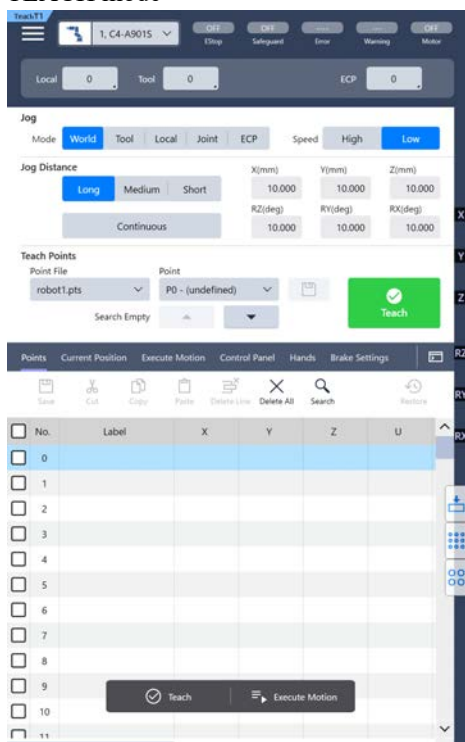 TeachT1
1, C4-A901S
OFF
OFF
OFF
EStop
Safeguard
Error
Warning
Motor
Local
0
Tool
0
ECP
0
Jog
Mode
World
Tool
Local
Joint
ECP
Speed
High
Low
Jog Distance
X(mm)
Y(mm)
Z(mm)
Long
Medium
Short
10.000
10.000
10.000
RZ(deg)
RY(deg)
RX(deg)
Continuous
10.000
10.000
10.000
Teach Points
Point File
Point
robot1.pts
P0 - (undefined)
Search Empty
Teach
Points
Current Position
Execute Motion
Control Panel
Hands
Brake Settings
Save
Cut
Copy
Paste
Delete Line
Delete All
Search
Restore
No.
Label
X
Y
Z
U
0
1
2
3
4
5
6
7
8
9
10
11
Teach
Execute Motion
X
Y
Z
RZ
RY
RX